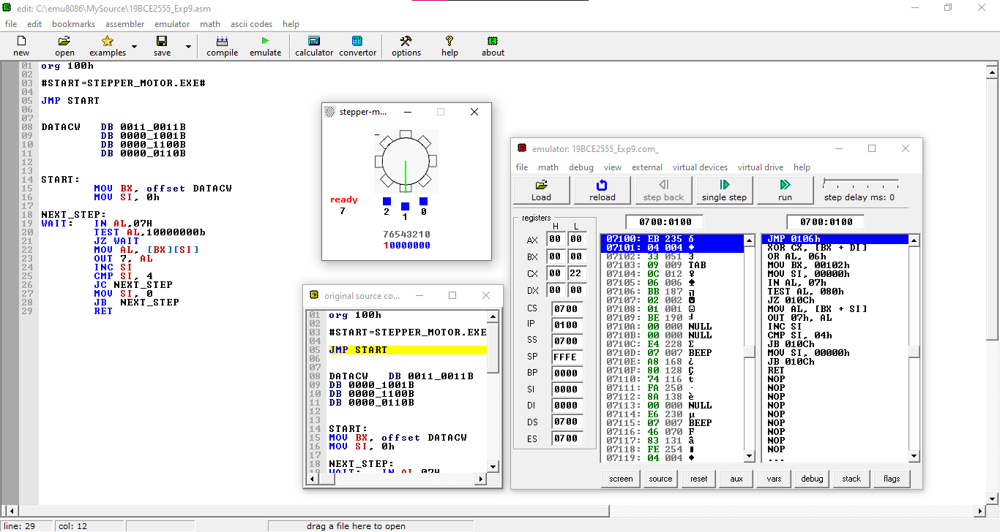 edit: C:\emu8086\MySource\19BCE2555_Exp9.asm
file edit bookmarks assembler emulator math ascii codes help
new open examples save compile emulate calculator convertor options help about
01 org 100h
02
03 #START=STEPPER_MOTOR.EXE#
04
05 JMP START
06
07
08 DATACW DB 0011_0011B
09 DB 0000_1001B
10 DB 0000_1100B
11 DB 0000_0110B
12
13
14 START:
15 MOV BX, offset DATACW
16 MOV SI, 0h
17
18 NEXT_STEP:
19 WAIT: IN AL,07H
20 TEST AL,10000000b
21 JZ WAIT
22 MOV AL, [BX][SI]
23 OUT 7, AL
24 INC SI
25 CMP SI, 4
26 JC NEXT_STEP
27 MOV SI, 0
28 JB NEXT_STEP
29 RET
stepper-m...
ready
7
2 1 0
76543210
10000000
original source co...
01 org 100h
02
03 #START=STEPPER_MOTOR.EXE
04
05 JMP START
06
07
08 DATACW DB 0011_0011B
09 DB 0000_1001B
10 DB 0000_1100B
11 DB 0000_0110B
12
13
14 START:
15 MOV BX, offset DATACW
16 MOV SI, 0h
17
18 NEXT_STEP:
19 WAIT: IN AL 07H
emulator: 19BCE2555_Exp9.com_
file math debug view external virtual devices virtual drive help
Load reload step back single step run step delay ms: 0
registers
H L
AX 00 00
BX 00 00
CX 00 22
DX 00 00
CS 0700
IP 0100
SS 0700
SP FFFE
BP 0000
SI 0000
DI 0000
DS 0700
ES 0700
0700:0100
07100: EB 235 δ
07101: 04 004 ♦
07102: 33 051 3
07103: 09 009 TAB
07104: 0C 012 ♀
07105: 06 006 ♠
07106: BB 187 ╗
07107: 02 002 ☻
07108: 01 001 ☺
07109: BE 190 ╛
0710A: 00 000 NULL
0710B: 00 000 NULL
0710C: E4 228 Σ
0710D: 07 007 BEEP
0710E: A8 168 ¿
0710F: 80 128 Ç
07110: 74 116 t
07111: FA 250 ·
07112: 8A 138 è
07113: 00 000 NULL
07114: E6 230 µ
07115: 07 007 BEEP
07116: 46 070 F
07117: 83 131 â
07118: FE 254 ■
07119: 04 004 ♦
0700:0100
JMP 0106h
XOR CX, [BX + DI]
OR AL, 06h
MOV BX, 00102h
MOV SI, 00000h
IN AL, 07h
TEST AL, 080h
JZ 010Ch
MOV AL, [BX + SI]
OUT 07h, AL
INC SI
CMP SI, 04h
JB 010Ch
MOV SI, 00000h
JB 010Ch
RET
NOP
NOP
NOP
NOP
NOP
NOP
NOP
NOP
NOP
...
screen source reset aux vars debug stack flags
line: 29 col: 12 drag a file here to open